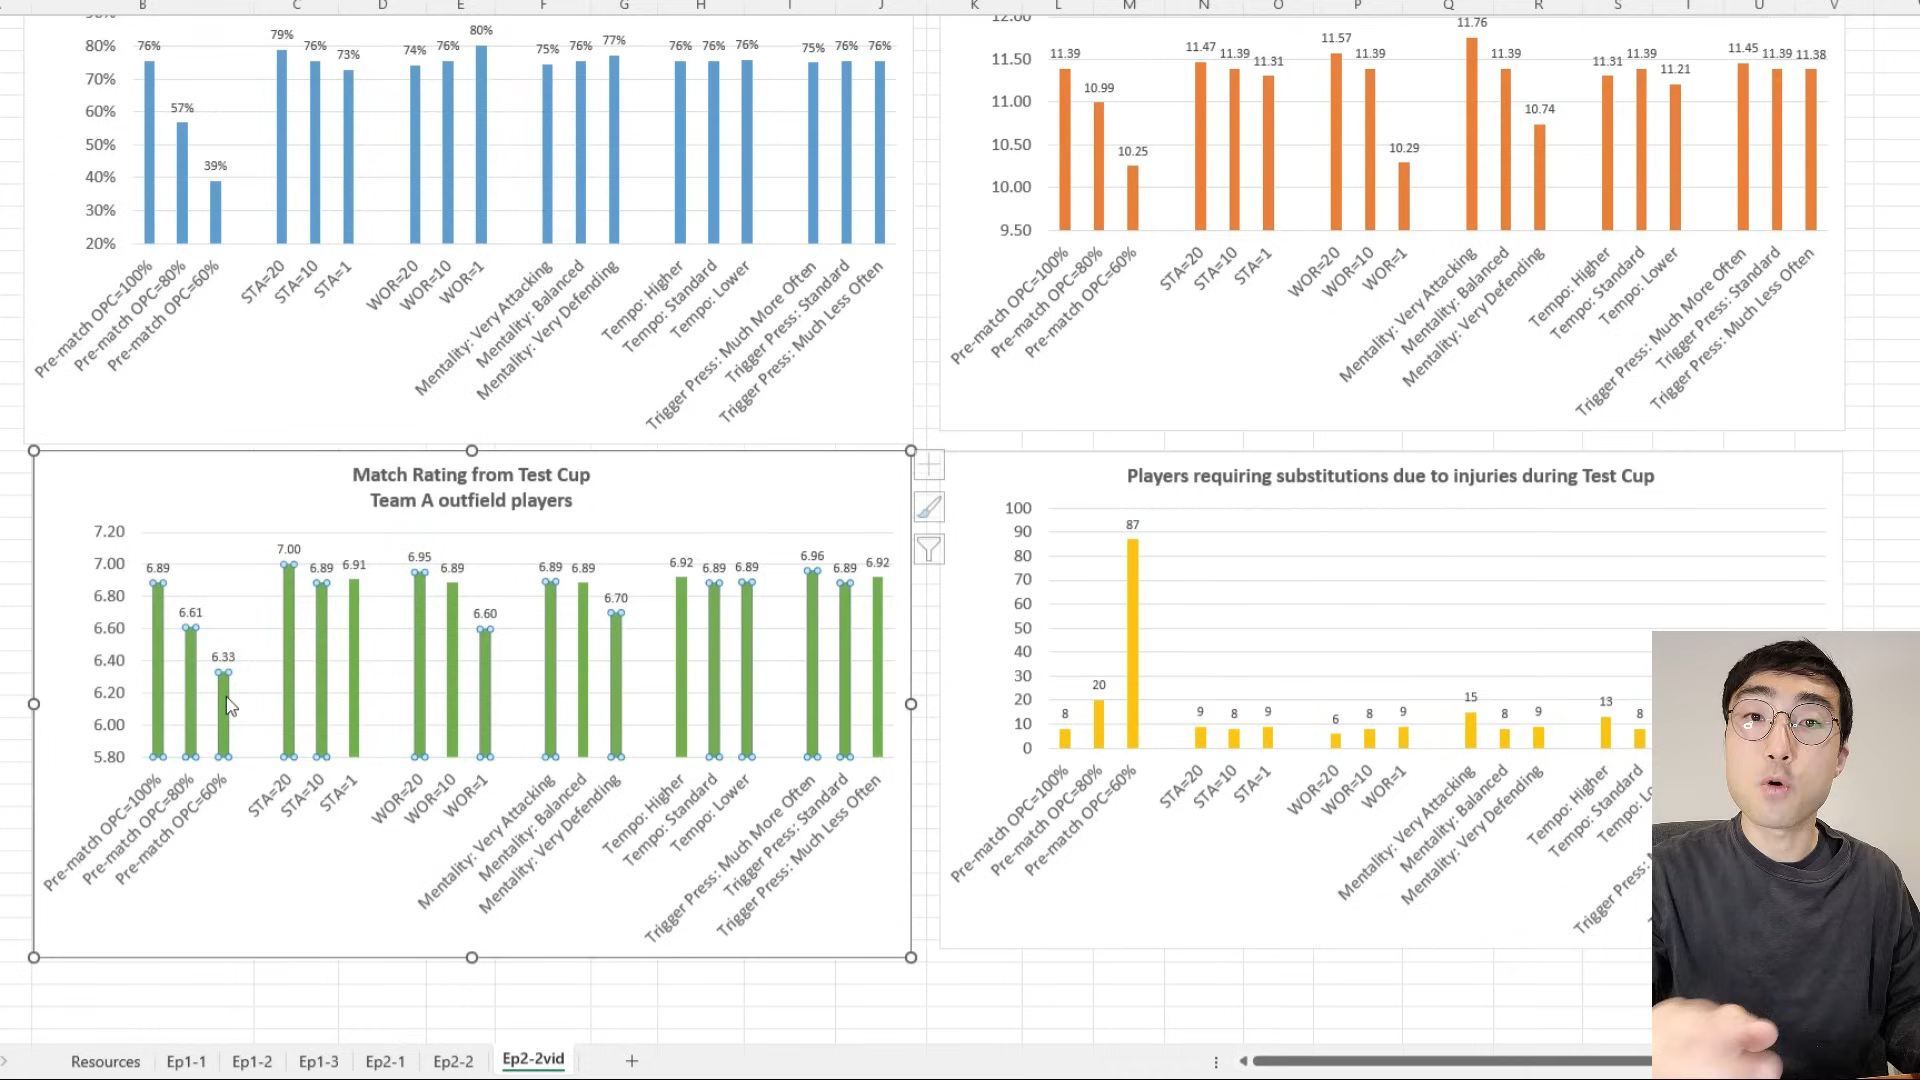 B C D E F G H I J K L M N O P Q R S T U V
80%
70%
60%
50%
40%
30%
20%
76% 57% 39% 79% 76% 73% 74% 76% 80% 75% 76% 77% 76% 76% 76% 75% 76% 76%
Pre-match OPC=100%
Pre-match OPC=80%
Pre-match OPC=60%
STA=20
STA=10
STA=1
WOR=20
WOR=10
WOR=1
Mentality: Very Attacking
Mentality: Balanced
Mentality: Very Defending
Tempo: Higher
Tempo: Standard
Tempo: Lower
Trigger Press: Much More Often
Trigger Press: Standard
Trigger Press: Much Less Often
12.00
11.50
11.00
10.50
10.00
9.50
11.39 10.99 10.25 11.47 11.39 11.31 11.57 11.39 10.29 11.76 11.39 10.74 11.31 11.39 11.21 11.45 11.39 11.38
Pre-match OPC=100%
Pre-match OPC=80%
Pre-match OPC=60%
STA=20
STA=10
STA=1
WOR=20
WOR=10
WOR=1
Mentality: Very Attacking
Mentality: Balanced
Mentality: Very Defending
Tempo: Higher
Tempo: Standard
Tempo: Lower
Trigger Press: Much More Often
Trigger Press: Standard
Trigger Press: Much Less Often
Match Rating from Test Cup
Team A outfield players
7.20
7.00
6.80
6.60
6.40
6.20
6.00
5.80
6.89 6.61 6.33 7.00 6.89 6.91 6.95 6.89 6.60 6.89 6.89 6.70 6.92 6.89 6.89 6.96 6.89 6.92
Pre-match OPC=100%
Pre-match OPC=80%
Pre-match OPC=60%
STA=20
STA=10
STA=1
WOR=20
WOR=10
WOR=1
Mentality: Very Attacking
Mentality: Balanced
Mentality: Very Defending
Tempo: Higher
Tempo: Standard
Tempo: Lower
Trigger Press: Much More Often
Trigger Press: Standard
Trigger Press: Much Less Often
Players requiring substitutions due to injuries during Test Cup
100
90
80
70
60
50
40
30
20
10
0
8 20 87 9 8 9 6 8 9 15 8 9 13 8
Pre-match OPC=100%
Pre-match OPC=80%
Pre-match OPC=60%
STA=20
STA=10
STA=1
WOR=20
WOR=10
WOR=1
Mentality: Very Attacking
Mentality: Balanced
Mentality: Very Defending
Tempo: Higher
Tempo: Standard
Tempo: Lo
Trigger Press: M
Resources Ep1-1 Ep1-2 Ep1-3 Ep2-1 Ep2-2 Ep2-2vid +